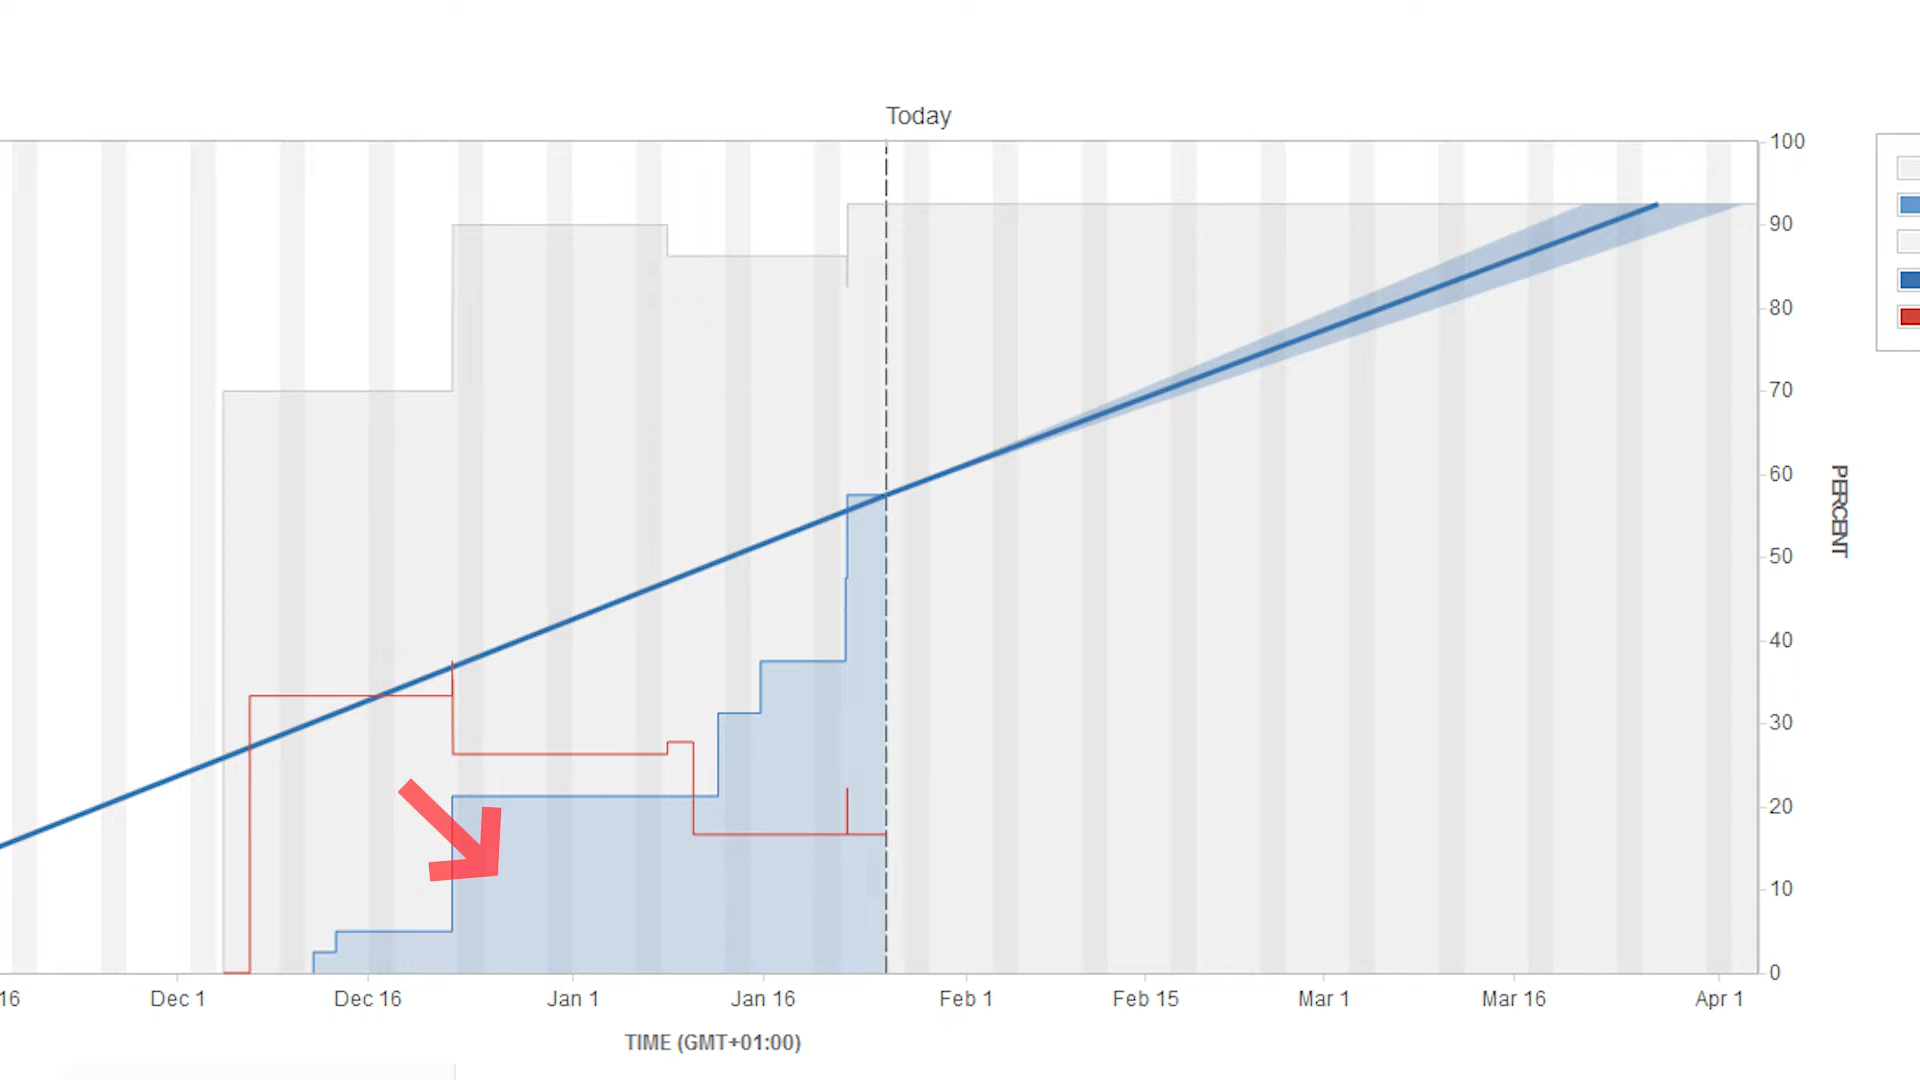 Today
100
90
80
70
60
50
40
30
20
10
0
PERCENT
16 Dec 1 Dec 16 Jan 1 Jan 16 Feb 1 Feb 15 Mar 1 Mar 16 Apr 1
TIME (GMT+01:00)